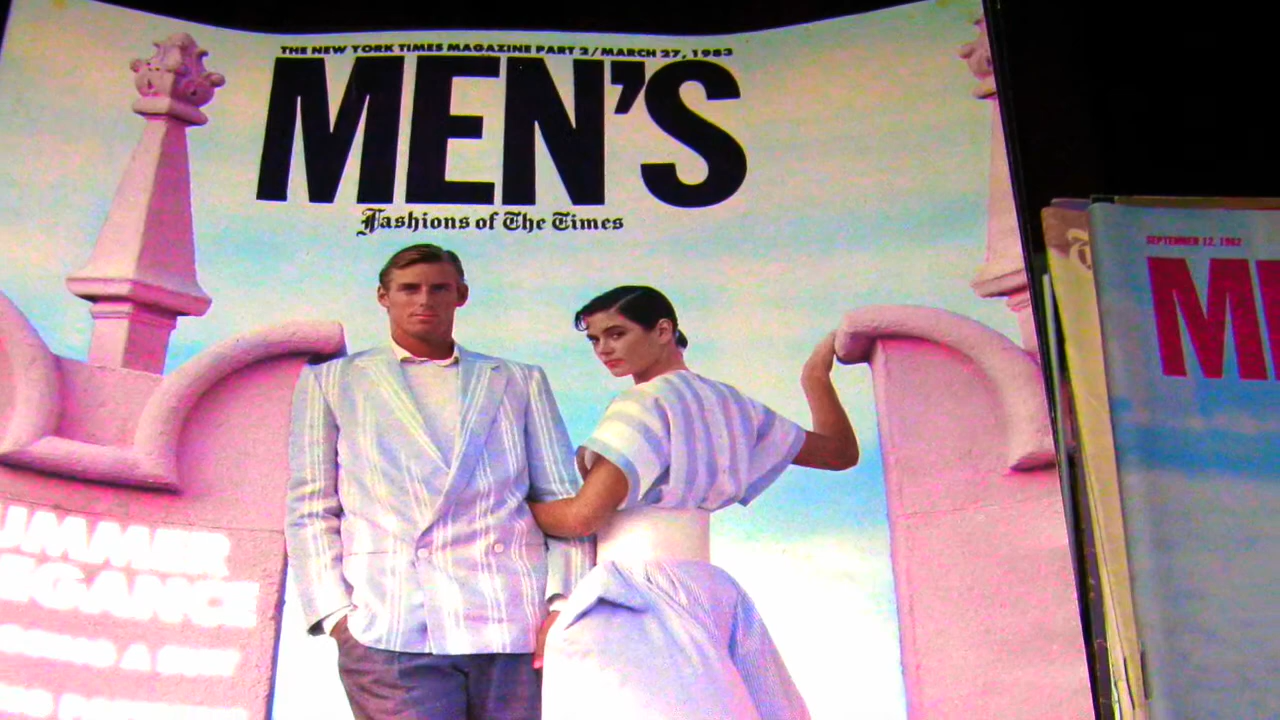 THE NEW YORK TIMES MAGAZINE PART 2/MARCH 27, 1983
MEN'S
Fashions of The Times
UMMER
EGANCE
A
SEPTEMBER 12, 1982
M